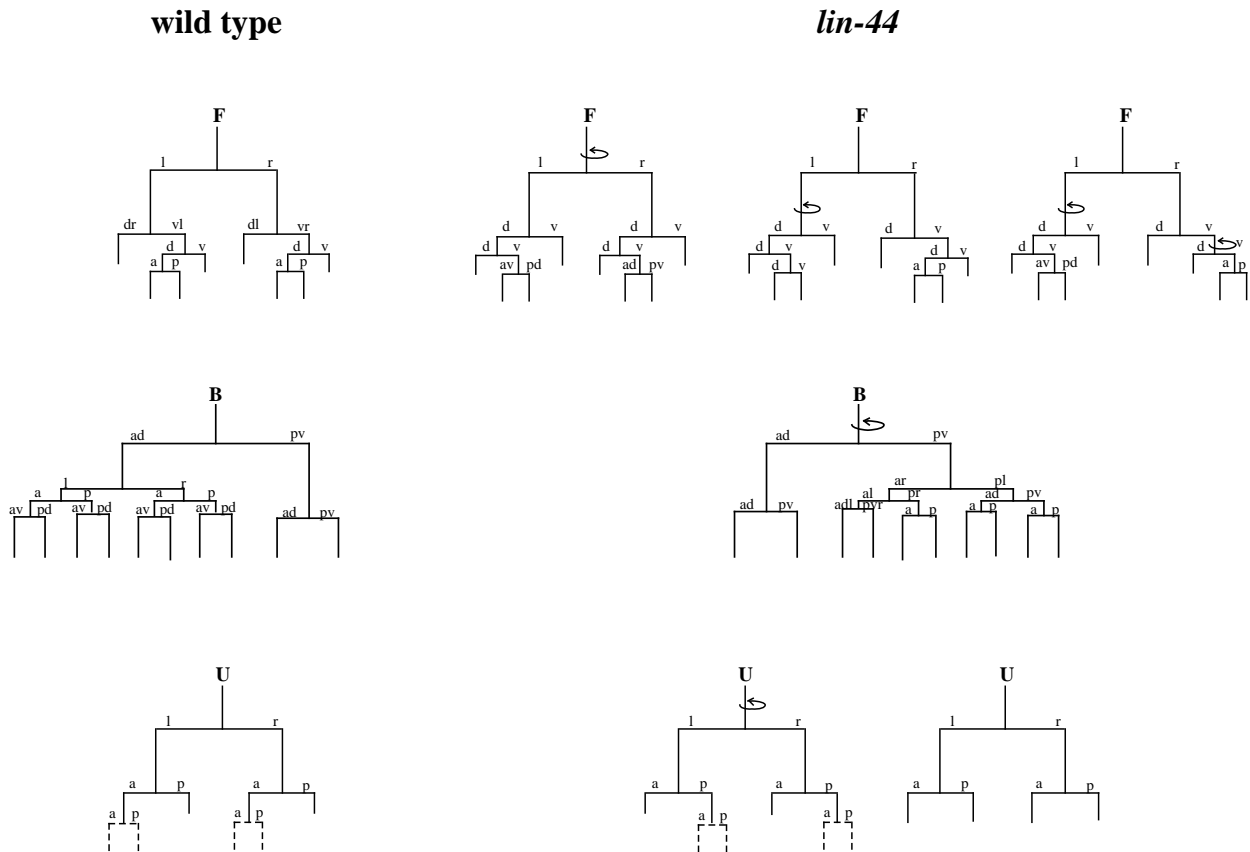 wild type lin-44
F F F F
l r l r l r l r
dr vl dl vr d v d v d v d v d v d v
d v d v d v d v d v d v d v d v
a p a p av pd ad pv d v a p av pd a p
B B
ad pv ad pv
l r ar pl
a p a p al pr ad pv
av pd av pd av pd av pd ad pv ad pv adl pvr a p a p a p
U U U
l r l r l r
a p a p a p a p a p a p
a p a p a p a p